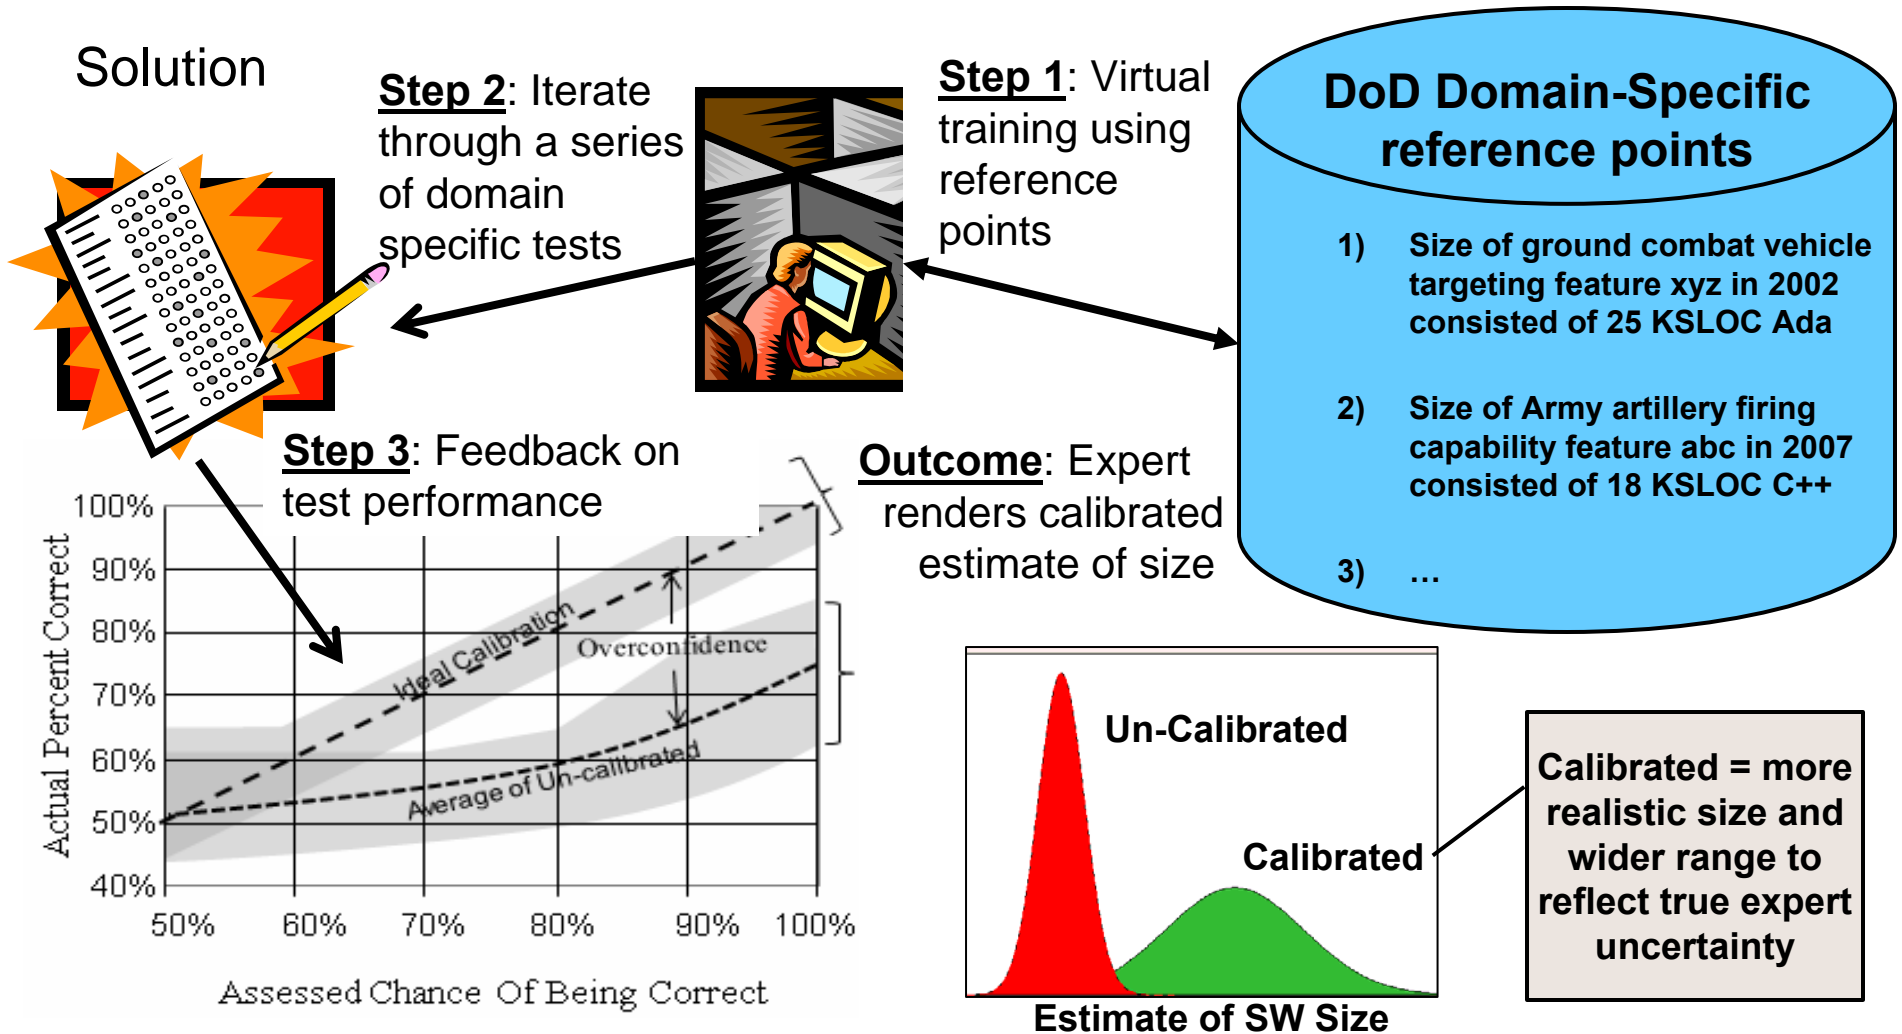 Solution
Step 2: Iterate
through a series
of domain
specific tests
Step 1: Virtual
training using
reference
points
DoD Domain-Specific
reference points
1) Size of ground combat vehicle
targeting feature xyz in 2002
consisted of 25 KSLOC Ada
2) Size of Army artillery firing
capability feature abc in 2007
consisted of 18 KSLOC C++
3) …
Step 3: Feedback on
test performance
Outcome: Expert
renders calibrated
estimate of size
Actual Percent Correct
100%
90%
80%
70%
60%
50%
40%
Ideal Calibration
Overconfidence
Average of Un-calibrated
50% 60% 70% 80% 90% 100%
Assessed Chance Of Being Correct
Un-Calibrated
Calibrated
Estimate of SW Size
Calibrated = more
realistic size and
wider range to
reflect true expert
uncertainty